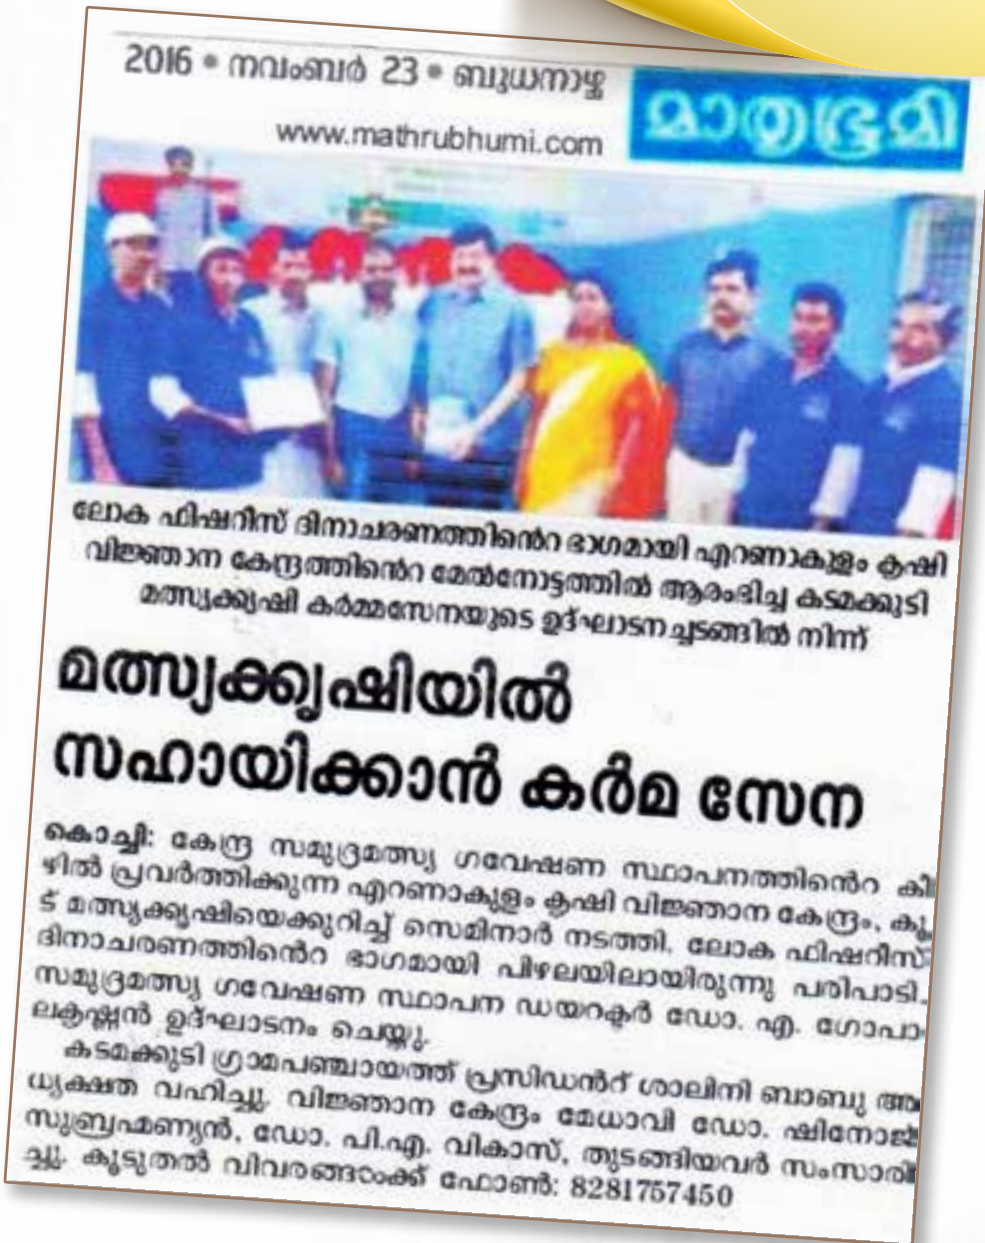 2016 • നവംബർ 23 • ബുധനാഴ്ച
മാതൃഭൂമി
www.mathrubhumi.com
ലോക ഫിഷറീസ് ദിനാചരണത്തിൻെറ ഭാഗമായി എറണാകുളം കൃഷി
വിജ്ഞാന കേന്ദ്രത്തിൻെറ മേൽനോട്ടത്തിൽ ആരംഭിച്ച കടമക്കുടി
മത്സ്യക്കൃഷി കർമ്മസേനയുടെ ഉദ്ഘാടനച്ചടങ്ങിൽ നിന്ന്
മത്സ്യക്കൃഷിയിൽ
സഹായിക്കാൻ കർമ സേന
കൊച്ചി: കേന്ദ്ര സമുദ്രമത്സ്യ ഗവേഷണ സ്ഥാപനത്തിൻെറ കീ
ഴിൽ പ്രവർത്തിക്കുന്ന എറണാകുളം കൃഷി വിജ്ഞാന കേന്ദ്രം, കൂ
ട് മത്സ്യക്കൃഷിയെക്കുറിച്ച് സെമിനാർ നടത്തി. ലോക ഫിഷറീസ്
ദിനാചരണത്തിൻെറ ഭാഗമായി പിഴലയിലായിരുന്നു പരിപാടി.
സമുദ്രമത്സ്യ ഗവേഷണ സ്ഥാപന ഡയറക്ടർ ഡോ. എ. ഗോപാ
ലകൃഷ്ണൻ ഉദ്ഘാടനം ചെയ്തു.
കടമക്കുടി ഗ്രാമപഞ്ചായത്ത് പ്രസിഡൻറ് ശാലിനി ബാബു അ
ധ്യക്ഷത വഹിച്ചു. വിജ്ഞാന കേന്ദ്രം മേധാവി ഡോ. ഷിനോജ്
സുബ്രഹ്മണ്യൻ, ഡോ. പി.എ. വികാസ്, തുടങ്ങിയവർ സംസാരി
ച്ചു. കൂടുതൽ വിവരങ്ങൾക്ക് ഫോൺ: 8281757450